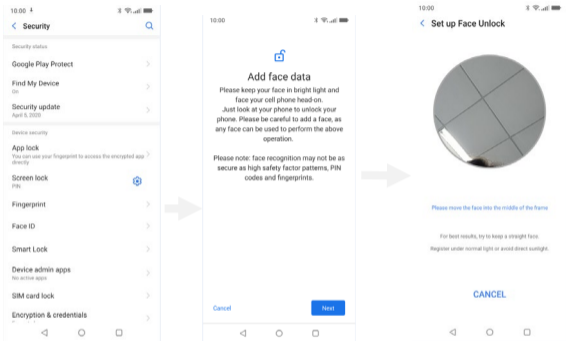 10:00
Security
Security status
Google Play Protect
Find My Device
On
Security update
April 5, 2020
Device security
App lock
You can use your fingerprint to access the encrypted app
directly
Screen lock
PIN
Fingerprint
Face ID
Smart Lock
Device admin apps
No active apps
SIM card lock
Encryption & credentials
10:00
Add face data
Please keep your face in bright light and
face your cell phone head-on.
Just look at your phone to unlock your
phone. Please be careful to add a face, as
any face can be used to perform the above
operation.
Please note: face recognition may not be as
secure as high safety factor patterns, PIN
codes and fingerprints.
Cancel
Next
10:00
Set up Face Unlock
Please move the face into the middle of the frame
For best results, try to keep a straight face.
Register under normal light or avoid direct sunlight.
CANCEL